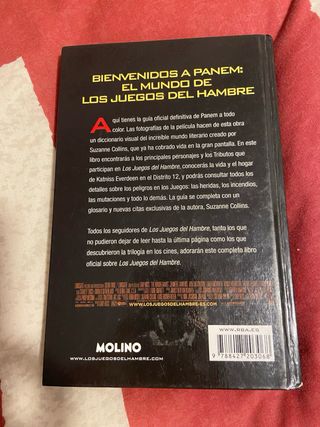 BIENVENIDOS A PANEM:
EL MUNDO DE
LOS JUEGOS DEL HAMBRE
Aquí tienes la guía oficial definitiva de Panem a todo
color. Las fotografías de la película hacen de esta obra
un diccionario visual del increíble mundo literario creado por
Suzanne Collins, que ya ha cobrado vida en la gran pantalla. En
este libro encontrarás a los principales personajes y los Tributos que
participan en Los Juegos del Hambre, conocerás la vida y el hogar
de Katniss Everdeen en el Distrito 12, y podrás consultar todos
los detalles sobre los peligros en los Juegos: las heridas, los incendios,
las mutaciones y todo lo demás. La guía se completa con un
glosario y nuevas citas exclusivas de la autora, Suzanne Collins.
Todos los seguidores de Los Juegos del Hambre, tanto los que
no pudieron dejar de leer hasta la última página como los que
descubrieron la trilogía en los cines, adorarán este completo libro
oficial sobre Los Juegos del Hambre.
WWW.LOSJUEGOSDELHAMBRE-ES.COM
MOLINO
WWW.LOSJUEGOSDELHAMBRE.COM
WWW.RBA.ES
9 788427 203068